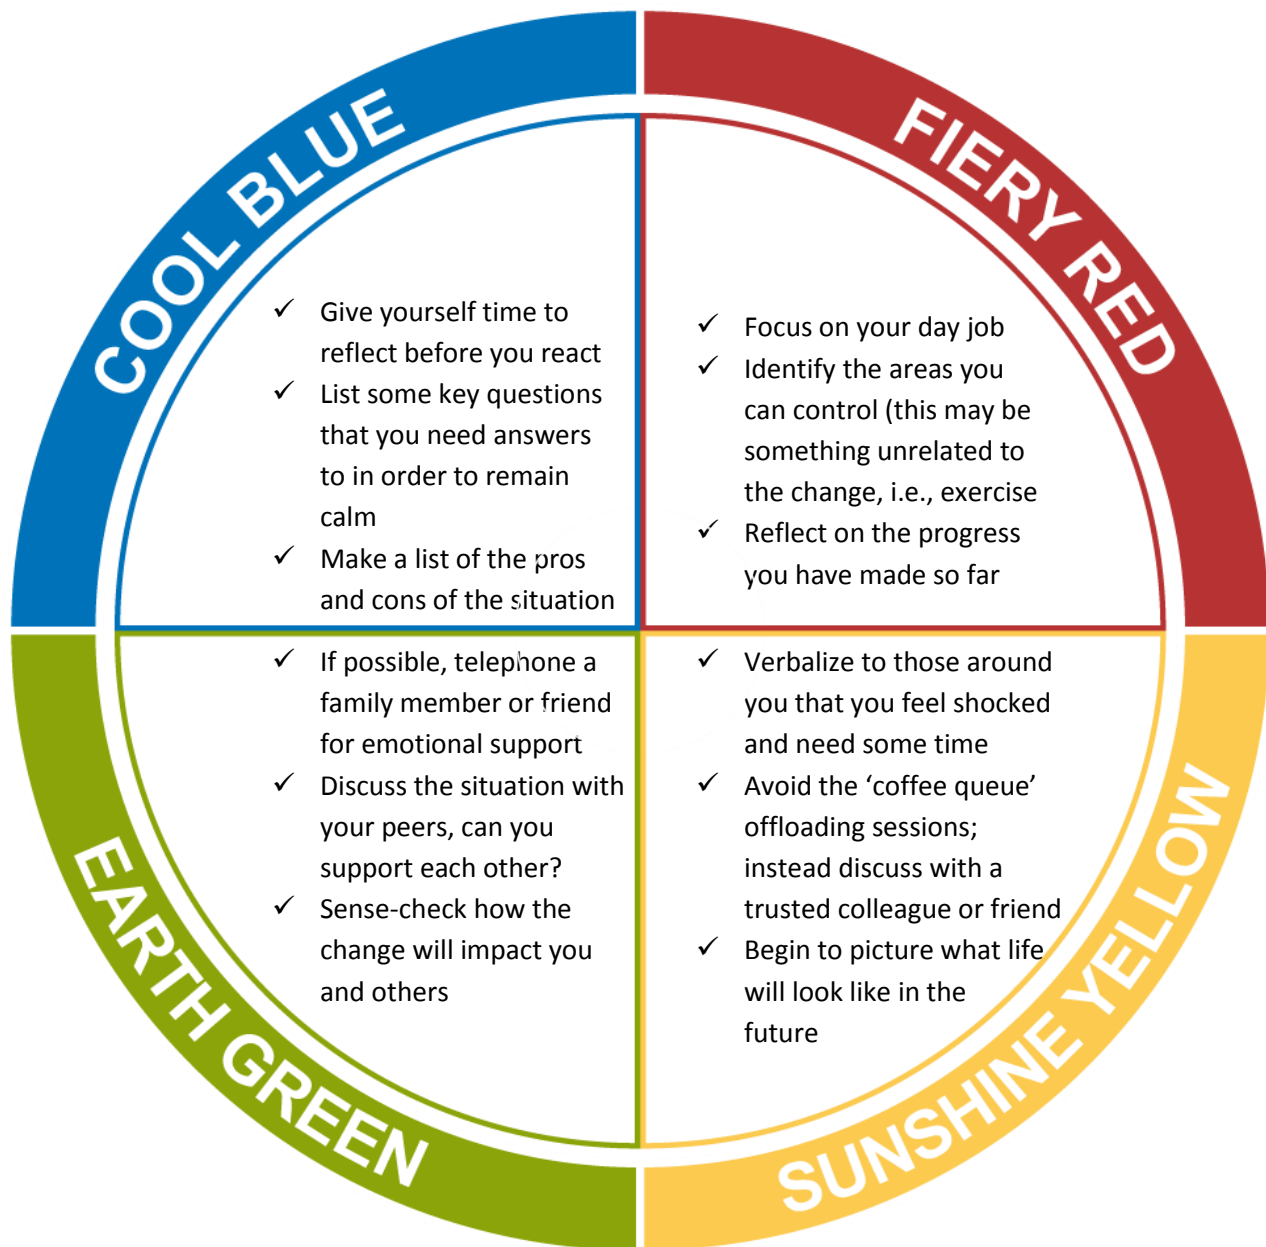 COOL BLUE
✓ Give yourself time to
reflect before you react
✓ List some key questions
that you need answers
to in order to remain
calm
✓ Make a list of the pros
and cons of the situation
FIERY RED
✓ Focus on your day job
✓ Identify the areas you
can control (this may be
something unrelated to
the change, i.e., exercise
✓ Reflect on the progress
you have made so far
EARTH GREEN
✓ If possible, telephone a
family member or friend
for emotional support
✓ Discuss the situation with
your peers, can you
support each other?
✓ Sense-check how the
change will impact you
and others
SUNSHINE YELLOW
✓ Verbalize to those around
you that you feel shocked
and need some time
✓ Avoid the ‘coffee queue’
offloading sessions;
instead discuss with a
trusted colleague or friend
✓ Begin to picture what life
will look like in the
future